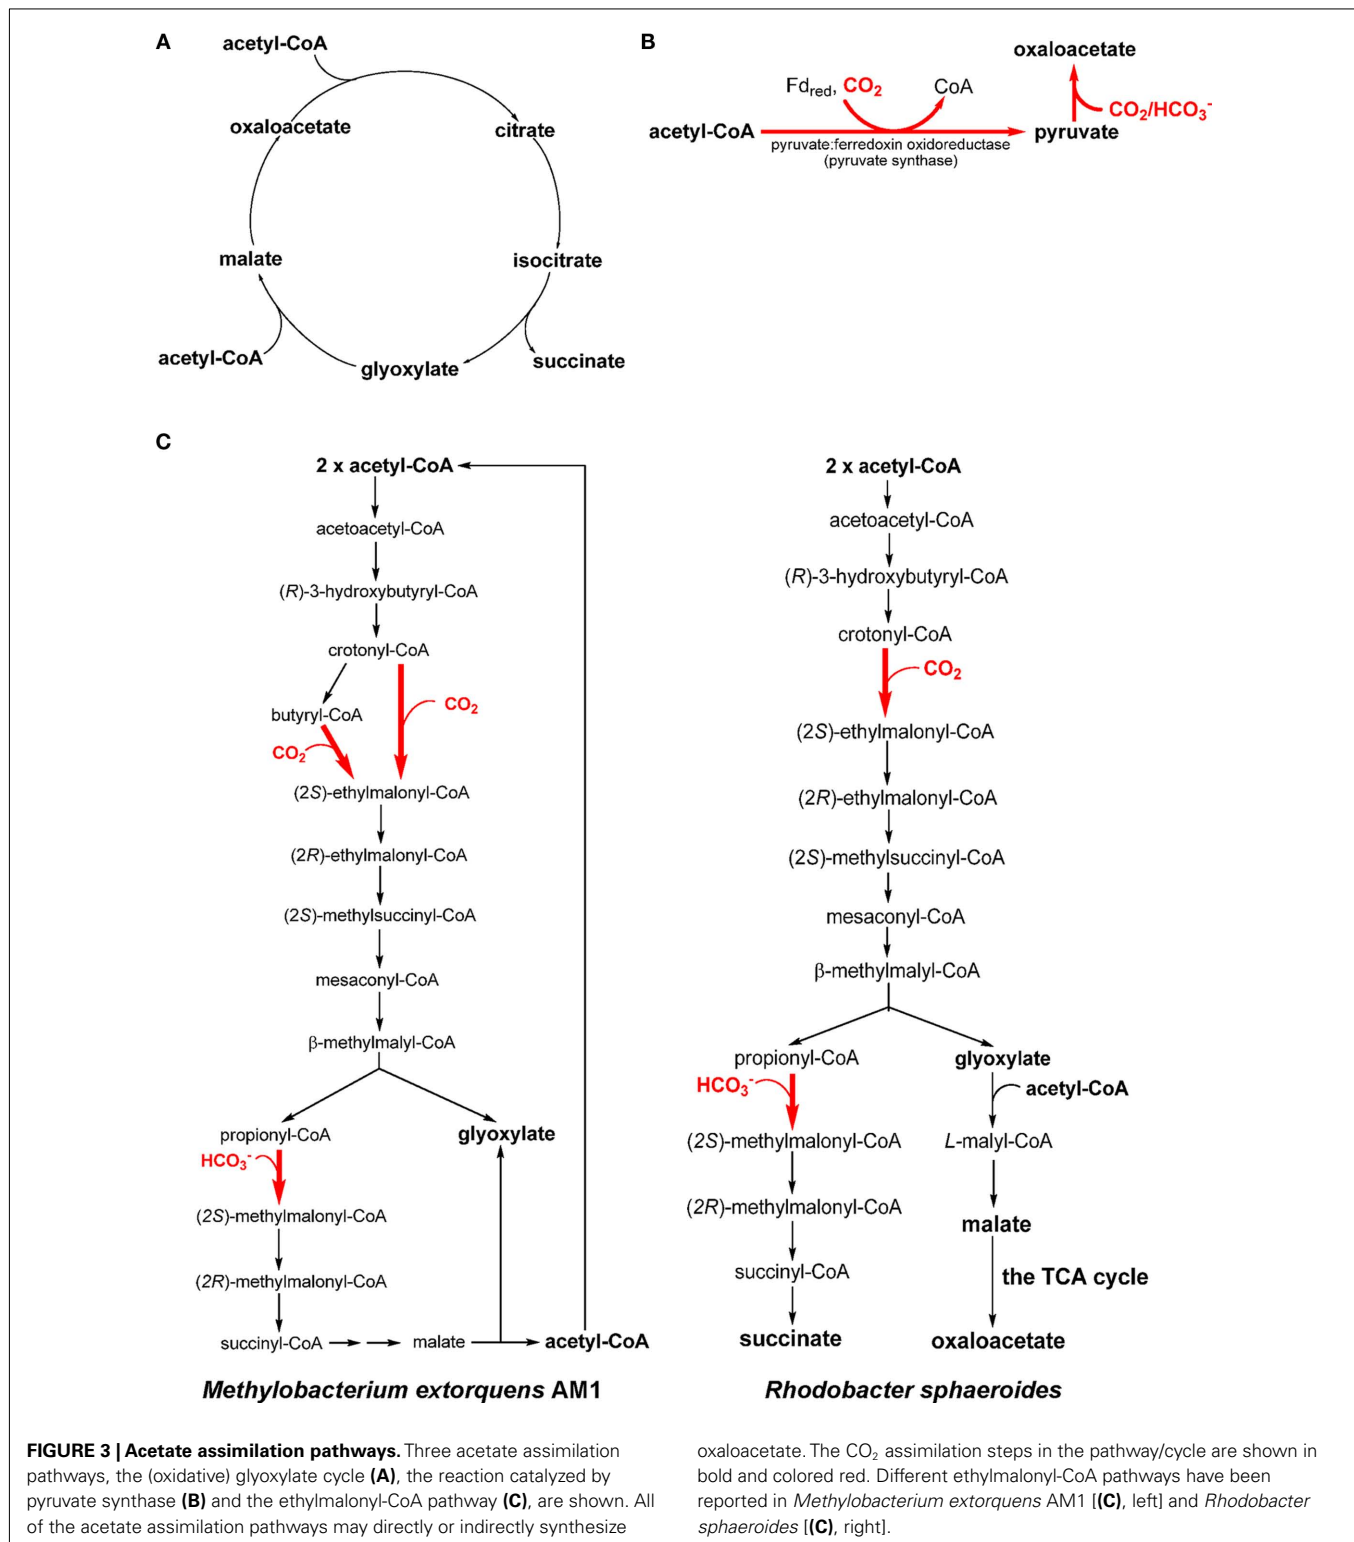 A
acetyl-CoA
oxaloacetate
citrate
malate
isocitrate
acetyl-CoA
glyoxylate
succinate
B
oxaloacetate
Fdred, CO2
CoA
CO2/HCO3-
acetyl-CoA
pyruvate
pyruvate:ferredoxin oxidoreductase
(pyruvate synthase)
C
2 x acetyl-CoA
acetoacetyl-CoA
(R)-3-hydroxybutyryl-CoA
crotonyl-CoA
butyryl-CoA
CO2
CO2
(2S)-ethylmalonyl-CoA
(2R)-ethylmalonyl-CoA
(2S)-methylsuccinyl-CoA
mesaconyl-CoA
β-methylmalyl-CoA
propionyl-CoA
glyoxylate
HCO3-
(2S)-methylmalonyl-CoA
(2R)-methylmalonyl-CoA
succinyl-CoA
malate
acetyl-CoA
Methylobacterium extorquens AM1
2 x acetyl-CoA
acetoacetyl-CoA
(R)-3-hydroxybutyryl-CoA
crotonyl-CoA
CO2
(2S)-ethylmalonyl-CoA
(2R)-ethylmalonyl-CoA
(2S)-methylsuccinyl-CoA
mesaconyl-CoA
β-methylmalyl-CoA
propionyl-CoA
glyoxylate
HCO3-
acetyl-CoA
(2S)-methylmalonyl-CoA
L-malyl-CoA
(2R)-methylmalonyl-CoA
malate
succinyl-CoA
the TCA cycle
succinate
oxaloacetate
Rhodobacter sphaeroides
FIGURE 3 | Acetate assimilation pathways. Three acetate assimilation
pathways, the (oxidative) glyoxylate cycle (A), the reaction catalyzed by
pyruvate synthase (B) and the ethylmalonyl-CoA pathway (C), are shown. All
of the acetate assimilation pathways may directly or indirectly synthesize
oxaloacetate. The CO2 assimilation steps in the pathway/cycle are shown in
bold and colored red. Different ethylmalonyl-CoA pathways have been
reported in Methylobacterium extorquens AM1 [(C), left] and Rhodobacter
sphaeroides [(C), right].